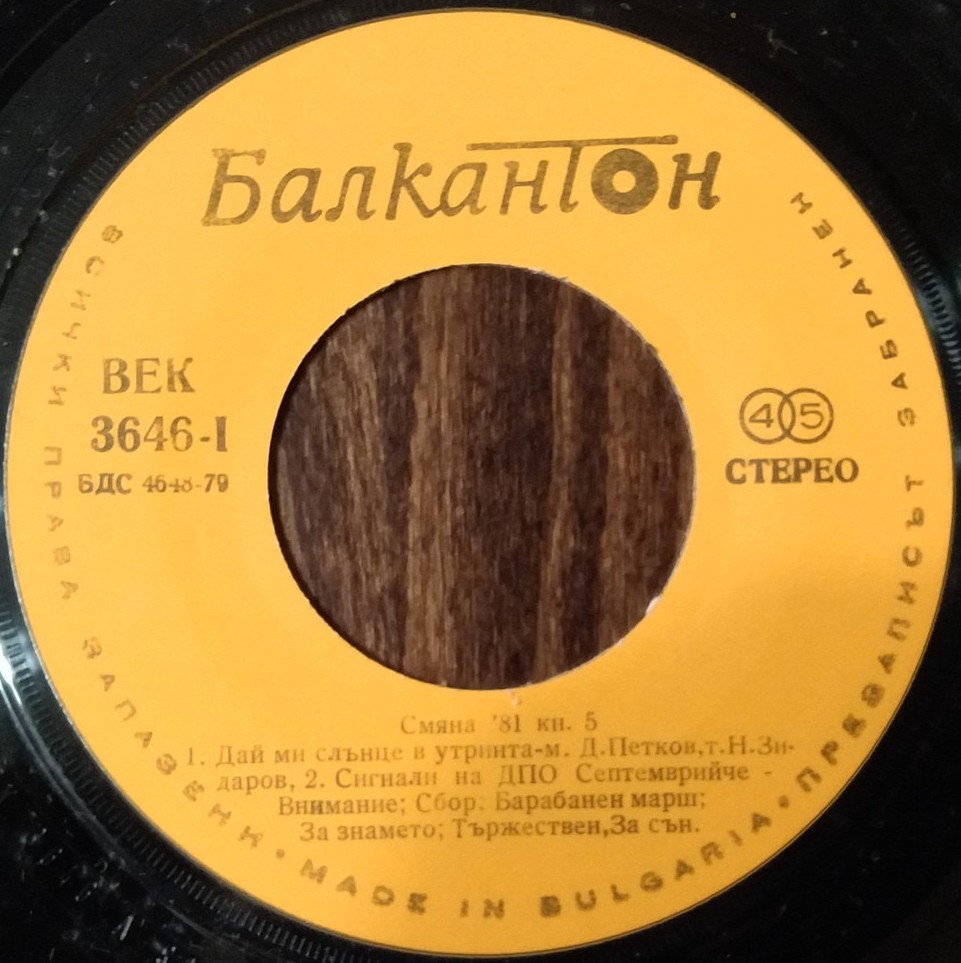 Балкантон
ВСИЧКИ ПРАВА ЗАПАЗЕНИ • MADE IN BULGARIA • ПРЕЗАПИСЪТ ЗАБРАНЕН
ВЕК
3646-I
БДС 4648-79
45
СТЕРЕО
Смяна '81 кн. 5
1. Дай ми слънце в утринта-м. Д.Петков,т.Н.Зи-
даров, 2. Сигнали на ДПО Септемврийче -
Внимание; Сбор; Барабанен марш;
За знамето; Тържествен,За сън.